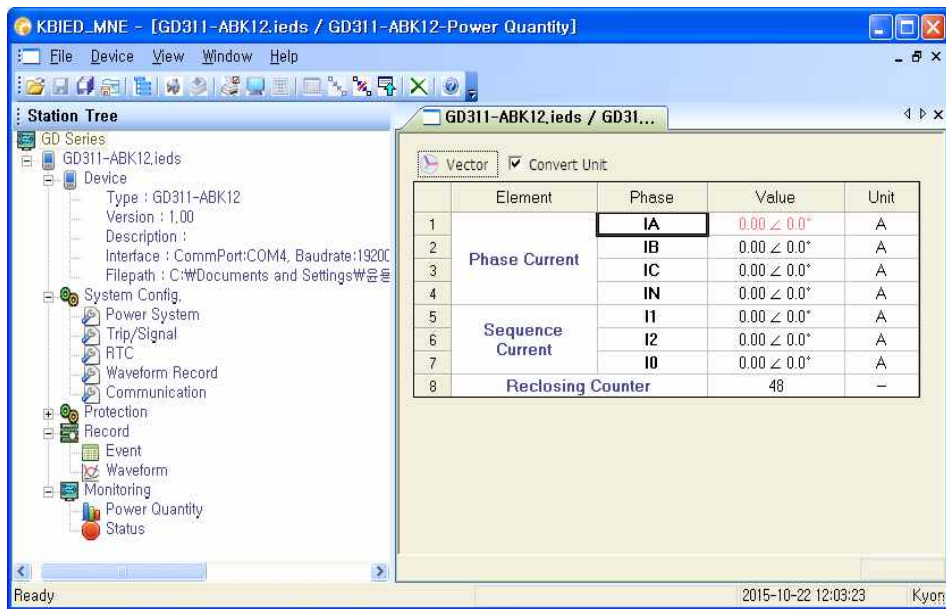 KBIED_MNE - [GD311-ABK12.ieds / GD311-ABK12-Power Quantity]
File Device View Window Help
Station Tree
GD Series
GD311-ABK12.ieds
Device
Type : GD311-ABK12
Version : 1.00
Description :
Interface : CommPort:COM4, Baudrate:19200
Filepath : C:₩Documents and Settings₩윤동
System Config.
Power System
Trip/Signal
RTC
Waveform Record
Communication
Protection
Record
Event
Waveform
Monitoring
Power Quantity
Status
GD311-ABK12.ieds / GD31...
Vector Convert Unit
Element Phase Value Unit
1 Phase Current IA 0.00 ∠ 0.0° A
2 IB 0.00 ∠ 0.0° A
3 IC 0.00 ∠ 0.0° A
4 IN 0.00 ∠ 0.0° A
5 Sequence Current I1 0.00 ∠ 0.0° A
6 I2 0.00 ∠ 0.0° A
7 I0 0.00 ∠ 0.0° A
8 Reclosing Counter 48 –
Ready 2015-10-22 12:03:23 Kyon